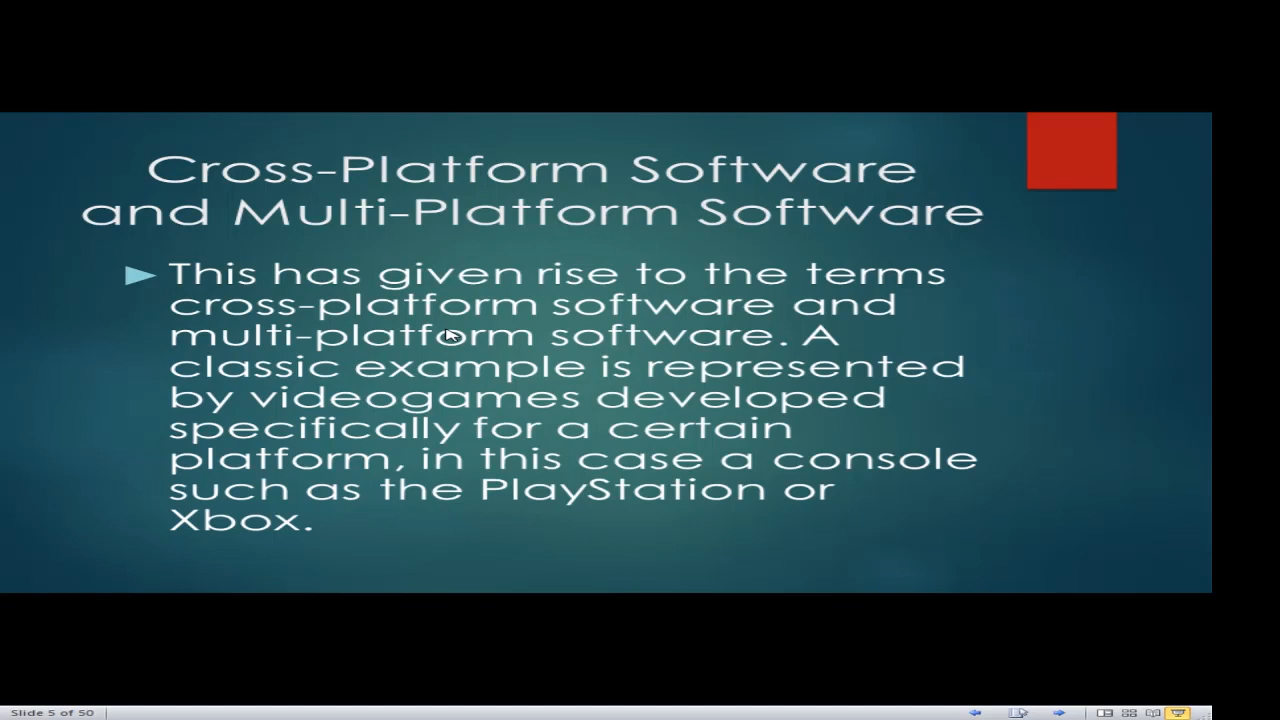 Cross-Platform Software
and Multi-Platform Software
This has given rise to the terms
cross-platform software and
multi-platform software. A
classic example is represented
by videogames developed
specifically for a certain
platform, in this case a console
such as the PlayStation or
Xbox.
Slide 5 of 50